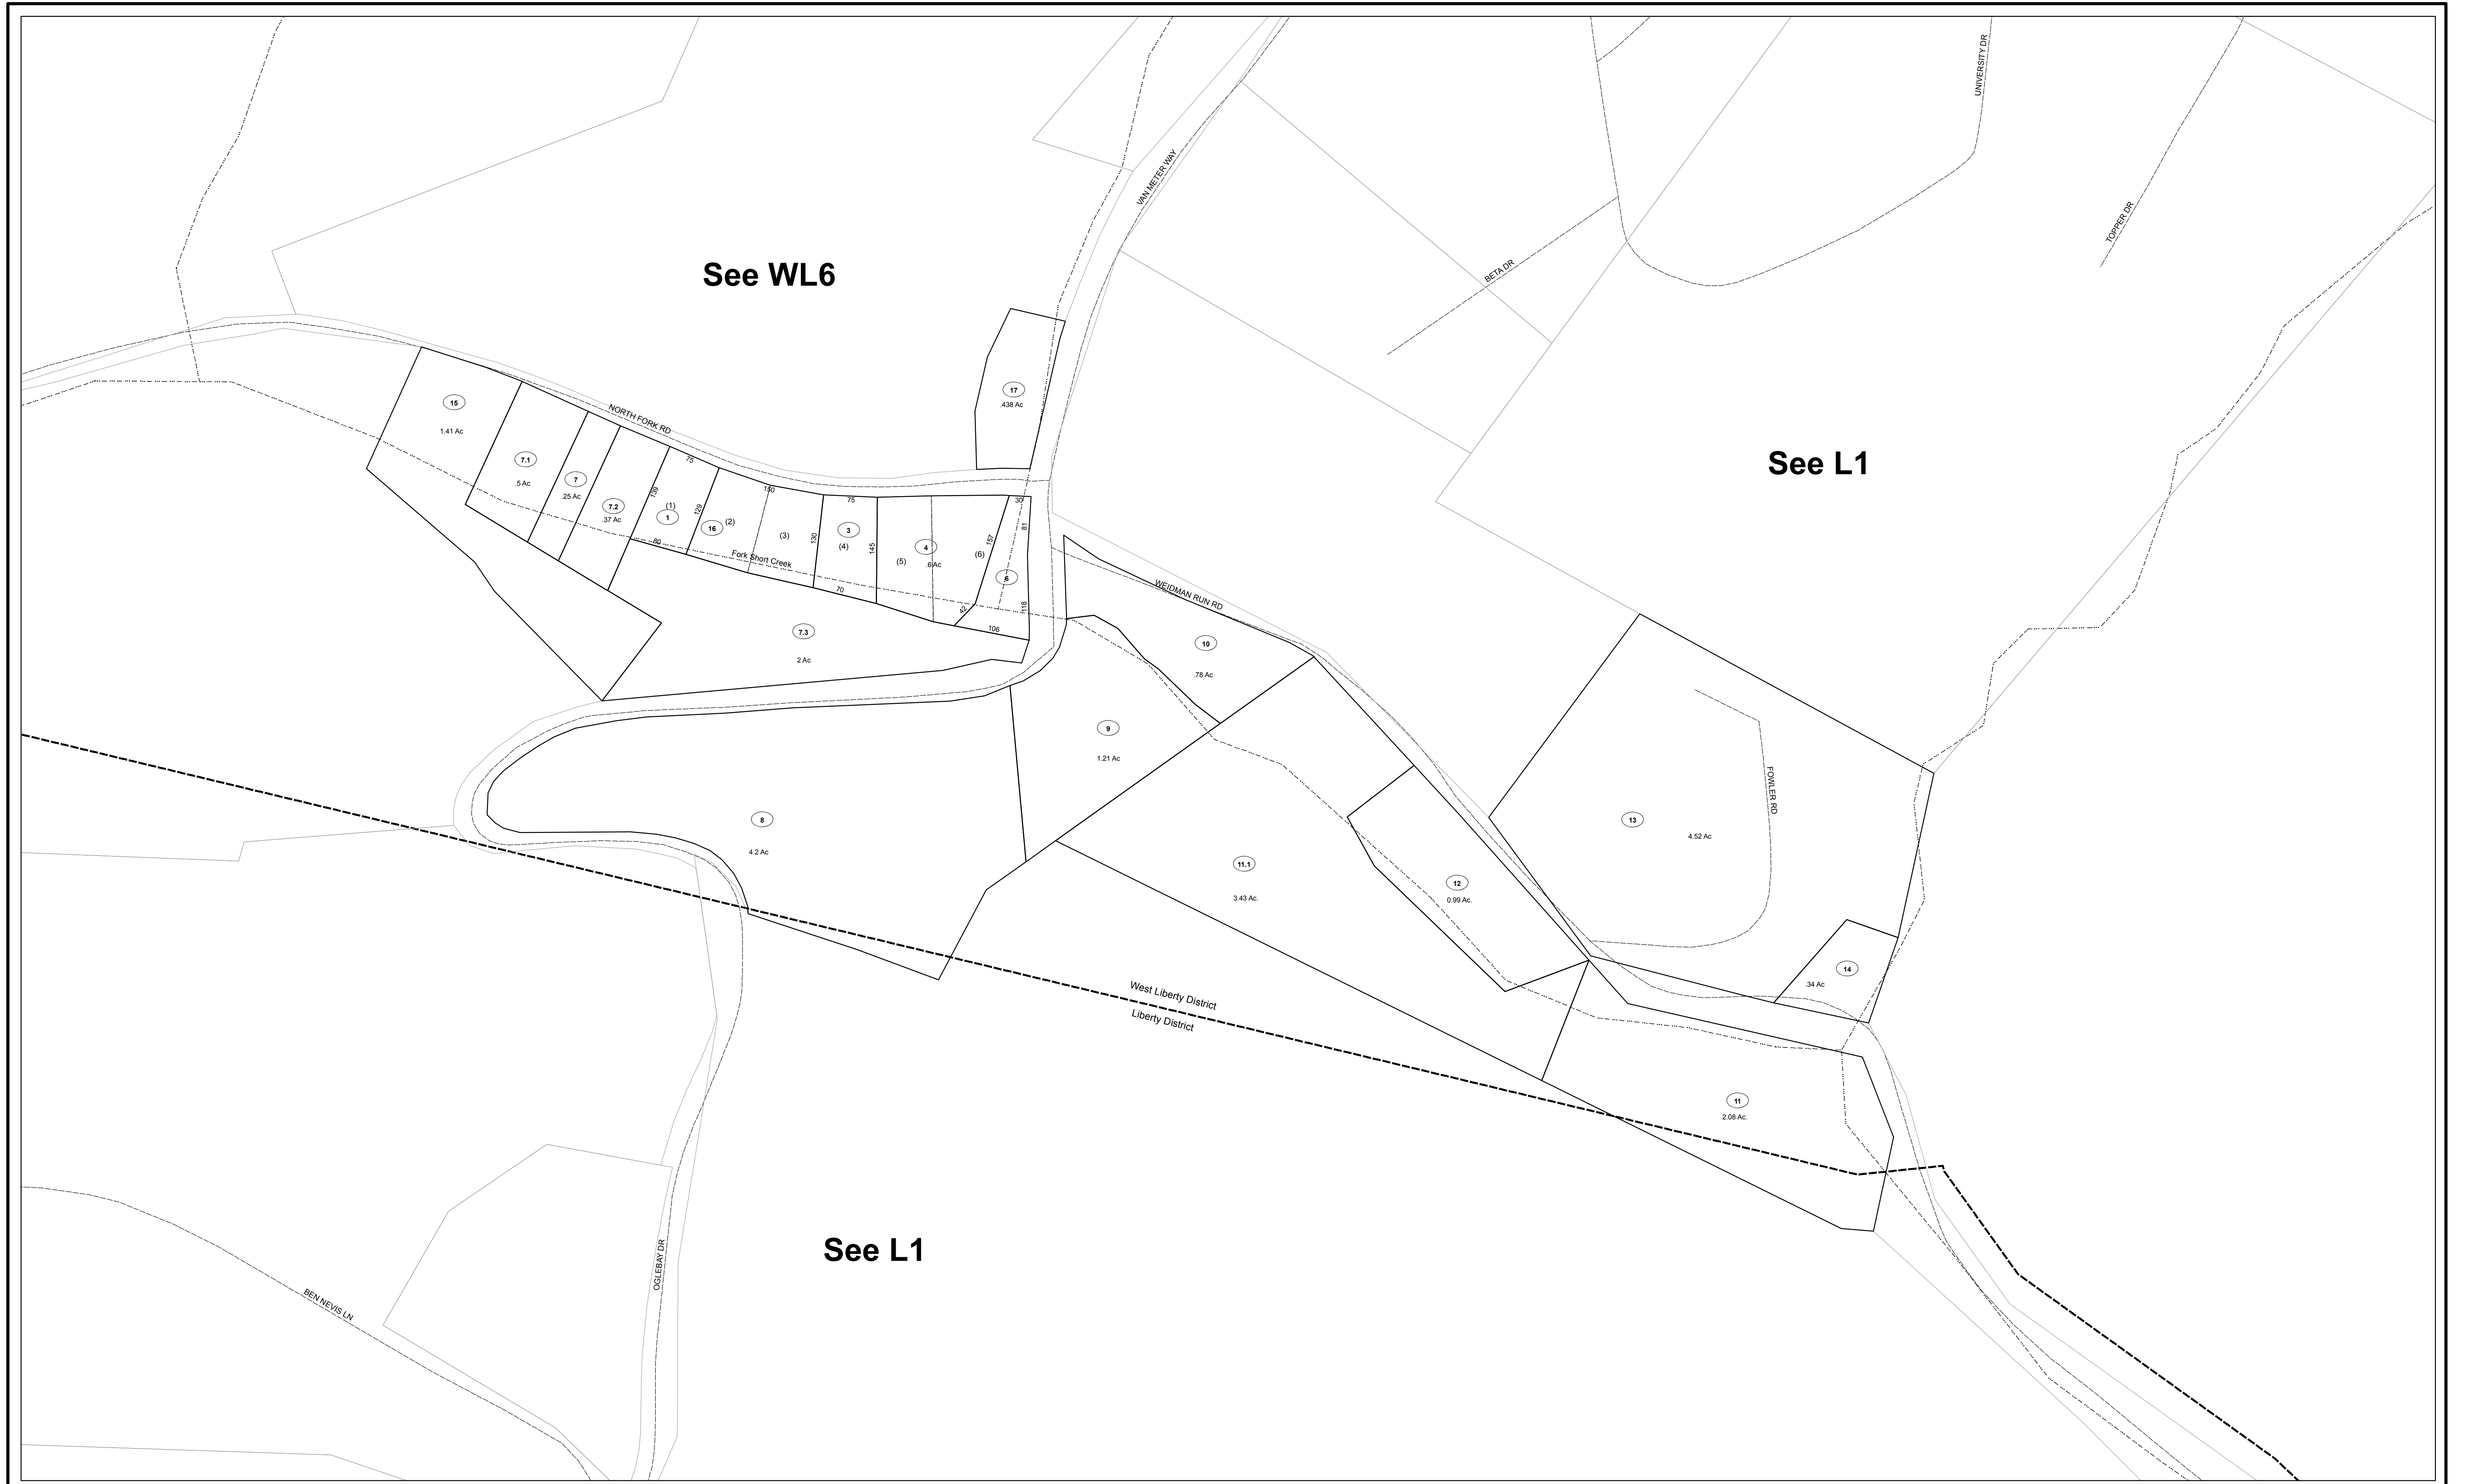 UNIVERSITY DR
VAN METER WAY
TOPPER DR
BETA DR
See WL6
17
.438 Ac
15
1.41 Ac
NORTH FORK RD
See L1
7.1
.5 Ac
7
.25 Ac
7.2
.37 Ac
75
139
(1)
1
80
129
16
(2)
150
(3)
130
75
3
(4)
145
70
Fork Short Creek
(5)
4
.6 Ac
(6)
157
30
81
6
118
42
106
7.3
2 Ac
WEIDMAN RUN RD
10
.78 Ac
9
1.21 Ac
8
4.2 Ac
FOWLER RD
13
4.52 Ac
11.1
3.43 Ac.
12
0.99 Ac.
14
.34 Ac
West Liberty District
Liberty District
11
2.08 Ac.
See L1
OGLEBAY DR
BEN NEVIS LN